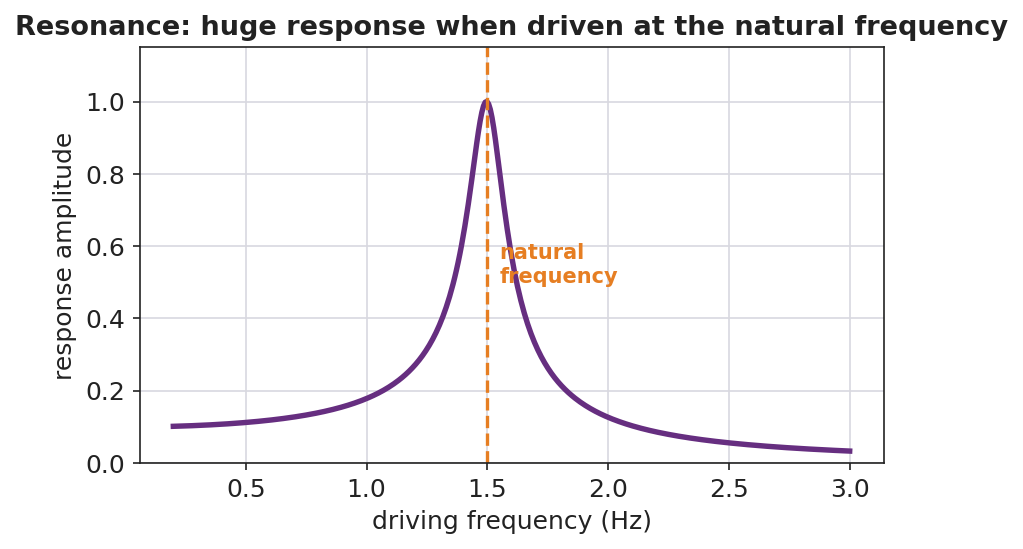 Resonance: huge response when driven at the natural frequency
response amplitude
1.0
0.8
0.6
0.4
0.2
0.0
natural
frequency
0.5
1.0
1.5
2.0
2.5
3.0
driving frequency (Hz)